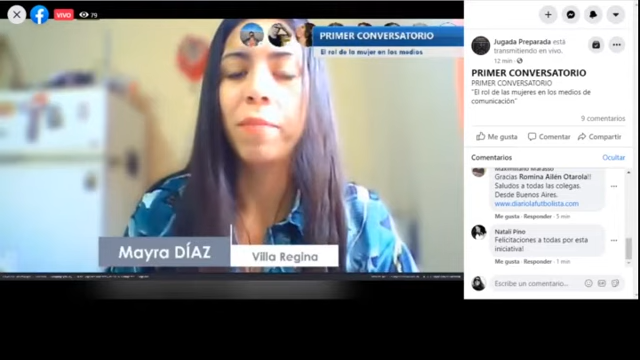 VIVO
79
PRIMER CONVERSATORIO
El rol de la mujer en los medios
Mayra DÍAZ
Villa Regina
Jugada Preparada está
transmitiendo en vivo.
12 min
PRIMER CONVERSATORIO
PRIMER CONVERSATORIO
"El rol de las mujeres en los medios de
comunicación"
9 comentarios
Me gusta
Comentar
Compartir
Comentarios
Ocultar
Gracias Romina Ailén Otarola!!
Saludos a todas las colegas.
Desde Buenos Aires.
www.diariolafutbolista.com
Me gusta · Responder · 5 min
Natali Pino
Felicitaciones a todas por esta
iniciativa!
Me gusta · Responder · 1 min
Escribe un comentario...